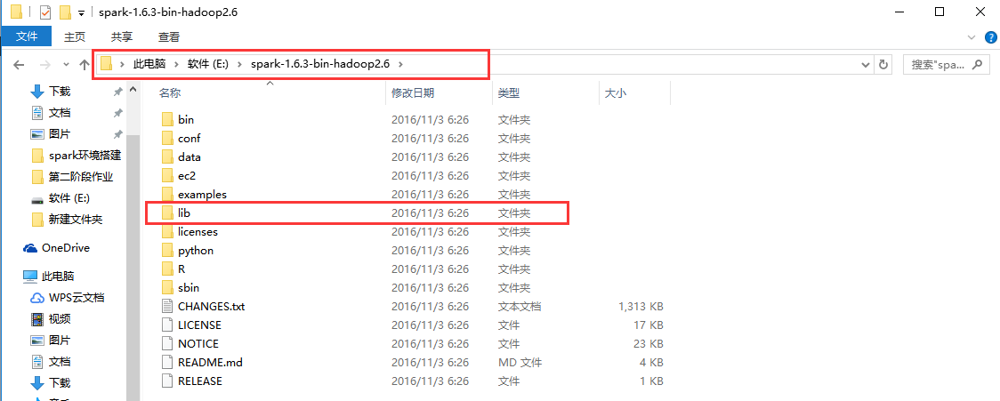 spark-1.6.3-bin-hadoop2.6
文件 主页 共享 查看
此电脑 软件 (E:) spark-1.6.3-bin-hadoop2.6 搜索"spa...
名称 修改日期 类型 大小
下载
文档
图片
spark环境搭建
第二阶段作业
软件 (E:)
新建文件夹
OneDrive
此电脑
WPS云文档
视频
图片
文档
下载
bin 2016/11/3 6:26 文件夹
conf 2016/11/3 6:26 文件夹
data 2016/11/3 6:26 文件夹
ec2 2016/11/3 6:26 文件夹
examples 2016/11/3 6:26 文件夹
lib 2016/11/3 6:26 文件夹
licenses 2016/11/3 6:26 文件夹
python 2016/11/3 6:26 文件夹
R 2016/11/3 6:26 文件夹
sbin 2016/11/3 6:26 文件夹
CHANGES.txt 2016/11/3 6:26 文本文档 1,313 KB
LICENSE 2016/11/3 6:26 文件 17 KB
NOTICE 2016/11/3 6:26 文件 23 KB
README.md 2016/11/3 6:26 MD 文件 4 KB
RELEASE 2016/11/3 6:26 文件 1 KB